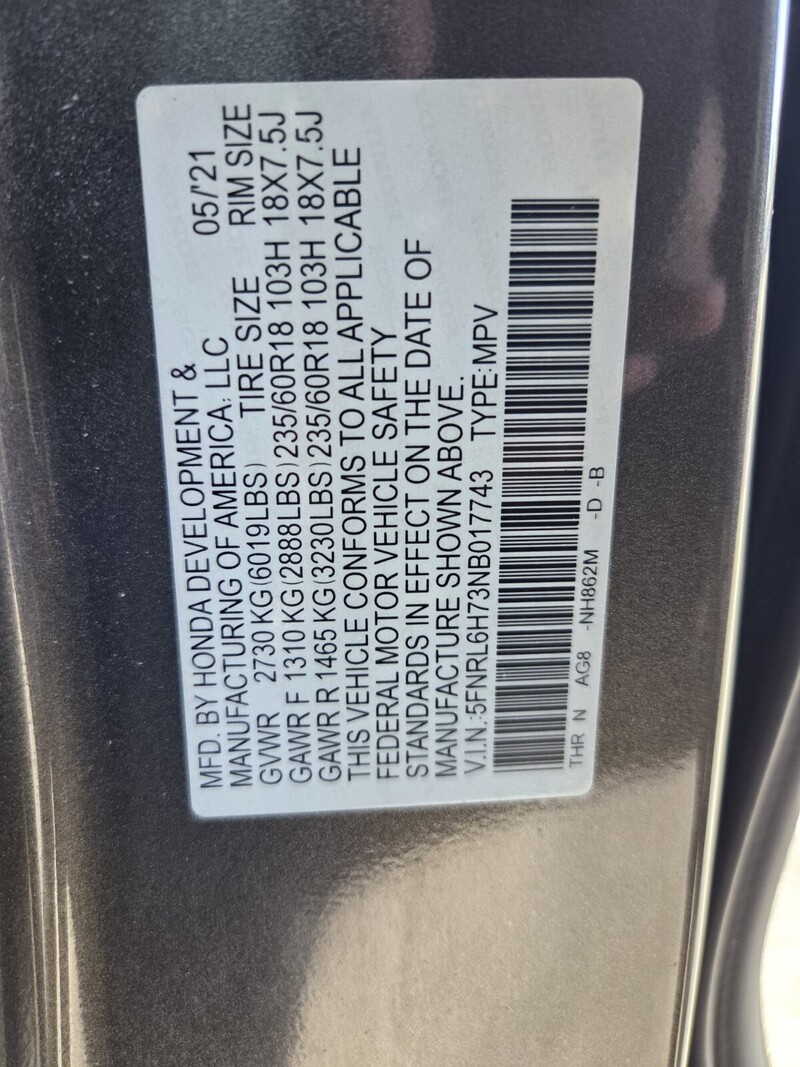 MFD. BY HONDA DEVELOPMENT &
MANUFACTURING OF AMERICA, LLC 05/'21
GVWR 2730 KG(6019LBS) TIRE SIZE RIM SIZE
GAWR F 1310 KG(2888LBS)235/60R18 103H 18X7.5J
GAWR R 1465 KG(3230LBS)235/60R18 103H 18X7.5J
THIS VEHICLE CONFORMS TO ALL APPLICABLE
FEDERAL MOTOR VEHICLE SAFETY
STANDARDS IN EFFECT ON THE DATE OF
MANUFACTURE SHOWN ABOVE.
V.I.N.:5FNRL6H73NB017743 TYPE:MPV
THR N AG8 -NH862M -D -B